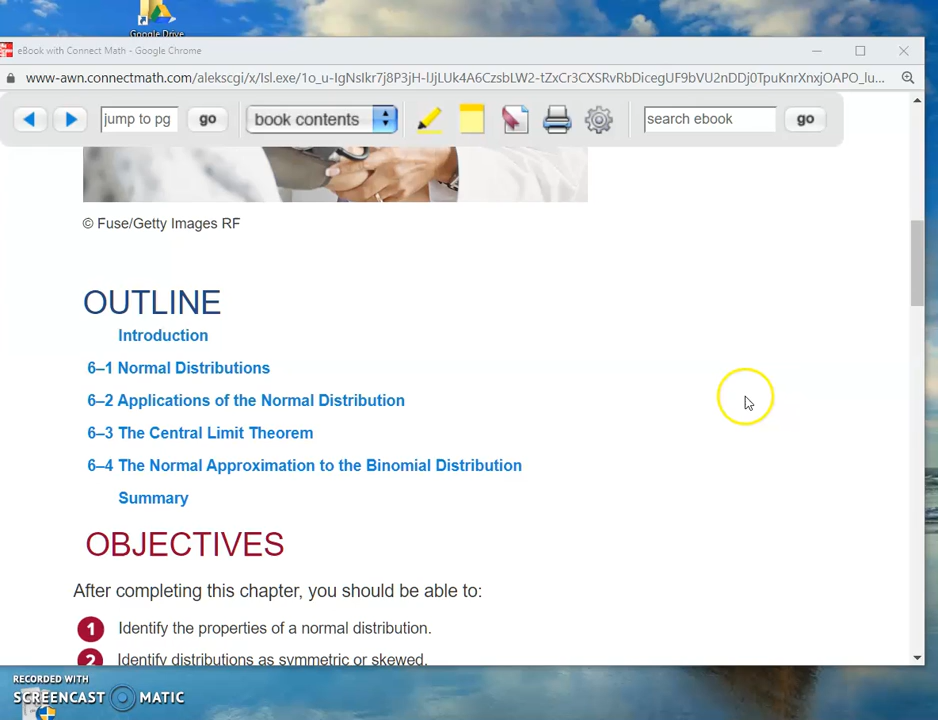 Google Drive
eBook with Connect Math - Google Chrome
www-awn.connectmath.com/alekscgi/x/Isl.exe/1o_u-IgNsIkr7j8P3jH-lJjLUk4A6CzsbLW2-tZxCr3CXSRvRbDicegUF9bVU2nDDj0TpuKnrXnxjOAPO_lu...
jump to pg go book contents search ebook go
© Fuse/Getty Images RF
OUTLINE
Introduction
6–1 Normal Distributions
6–2 Applications of the Normal Distribution
6–3 The Central Limit Theorem
6–4 The Normal Approximation to the Binomial Distribution
Summary
OBJECTIVES
After completing this chapter, you should be able to:
1 Identify the properties of a normal distribution.
2 Identify distributions as symmetric or skewed.
RECORDED WITH
SCREENCAST MATIC